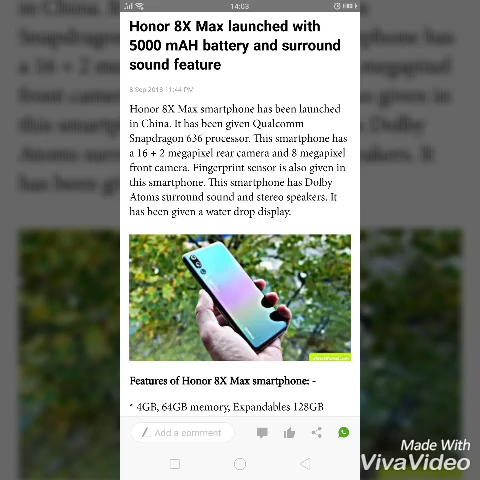 14:03
Honor 8X Max launched with
5000 mAH battery and surround
sound feature
8 Sep 2018 11:44 PM
Honor 8X Max smartphone has been launched
in China. It has been given Qualcomm
Snapdragon 636 processor. This smartphone has
a 16 + 2 megapixel rear camera and 8 megapixel
front camera. Fingerprint sensor is also given in
this smartphone. This smartphone has Dolby
Atoms surround sound and stereo speakers. It
has been given a water drop display.
Features of Honor 8X Max smartphone: -
* 4GB, 64GB memory, Expandables 128GB
Add a comment
Made With
VivaVideo